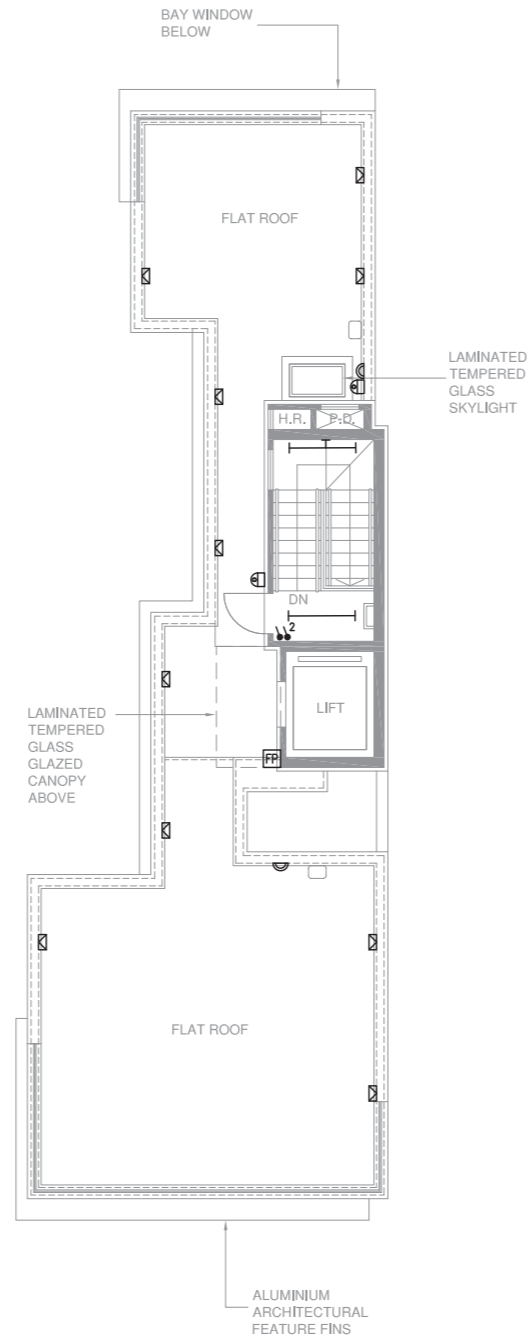 BAY WINDOW
BELOW
FLAT ROOF
LAMINATED
TEMPERED
GLASS
SKYLIGHT
H.R.
P.D.
DN
2
LIFT
LAMINATED
TEMPERED
GLASS
GLAZED
CANOPY
ABOVE
FP
FLAT ROOF
ALUMINIUM
ARCHITECTURAL
FEATURE FINS